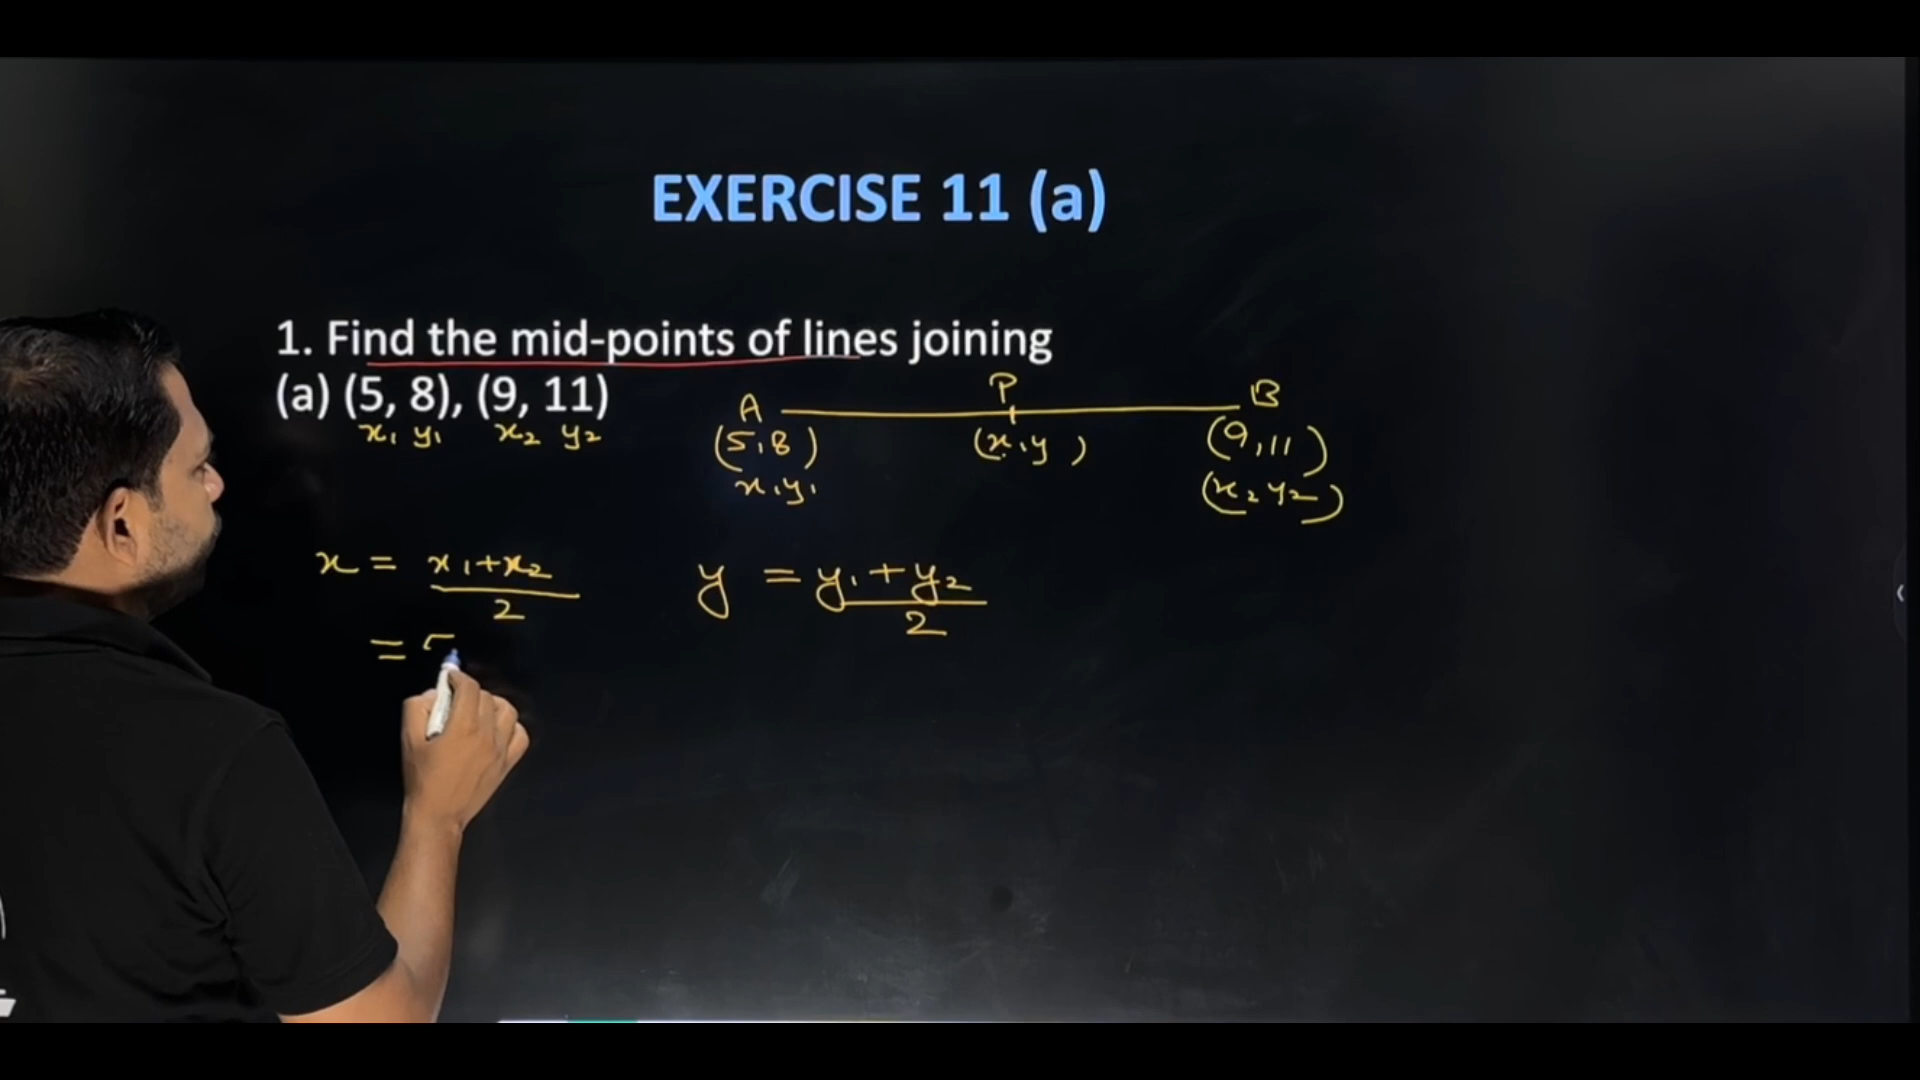 EXERCISE 11 (a)
1. Find the mid-points of lines joining
(a) (5, 8), (9, 11)
x₁ y₁ x₂ y₂
A P B
(5,8) (x,y) (9,11)
x₁y₁ (x₂ y₂)
x = x₁+x₂/2 y = y₁+y₂/2
= 5